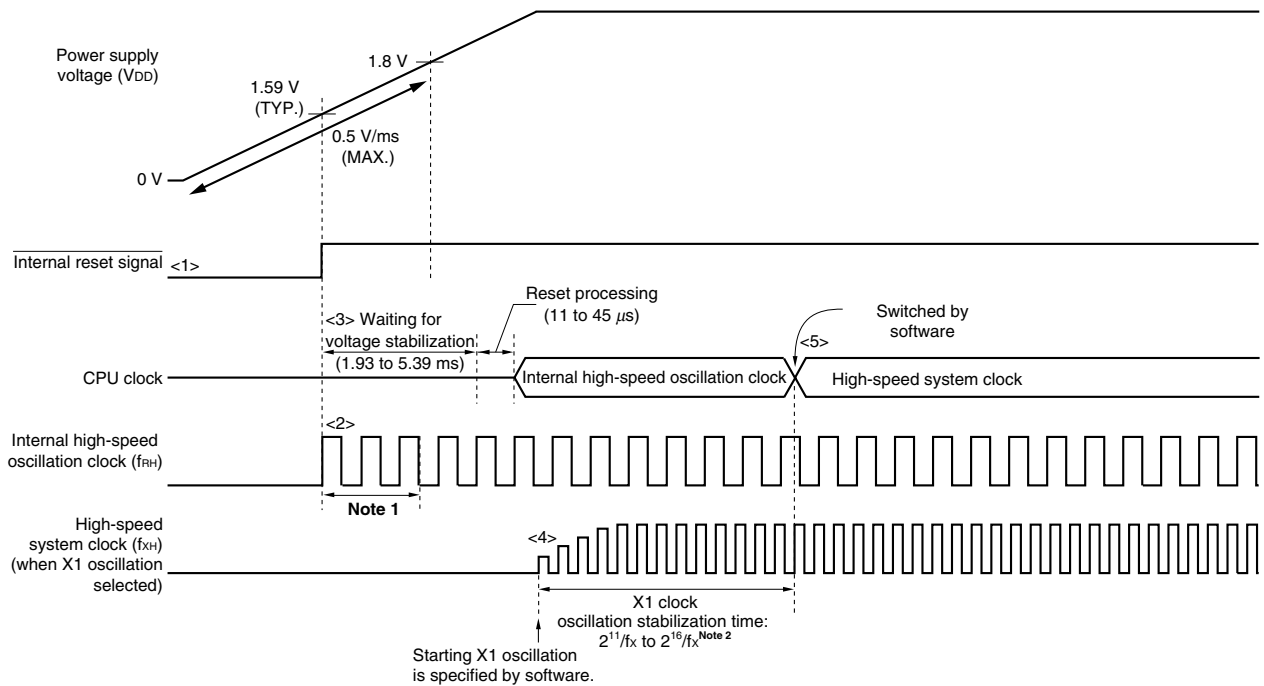 Power supply
voltage (VDD)
1.59 V
(TYP.)
1.8 V
0.5 V/ms
(MAX.)
0 V
Internal reset signal
<1>
Reset processing
(11 to 45 μs)
<3> Waiting for
voltage stabilization
(1.93 to 5.39 ms)
Switched by
software
<5>
CPU clock
Internal high-speed oscillation clock
High-speed system clock
Internal high-speed
oscillation clock (fRH)
<2>
Note 1
High-speed
system clock (fXH)
(when X1 oscillation
selected)
<4>
X1 clock
oscillation stabilization time:
2¹¹/fX to 2¹⁶/fX Note 2
Starting X1 oscillation
is specified by software.